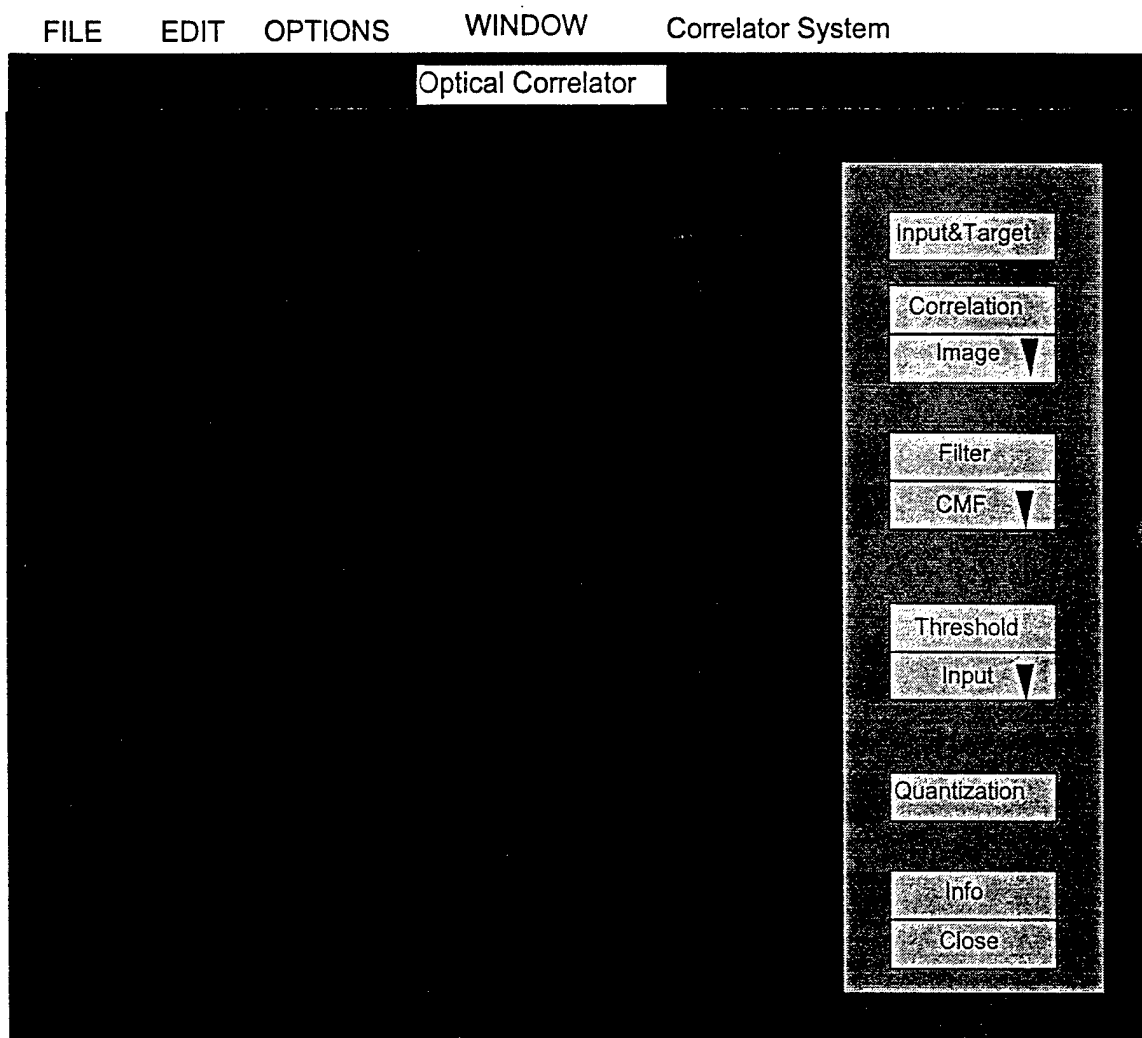 FILE EDIT OPTIONS WINDOW Correlator System
Optical Correlator
Input&Target
Correlation
Image
Filter
CMF
Threshold
Input
Quantization
Info
Close